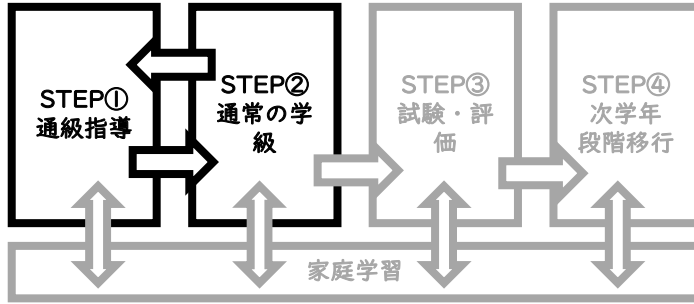 STEP①
通級指導
STEP②
通常の学
級
STEP③
試験・評
価
STEP④
次学年
段階移行
家庭学習